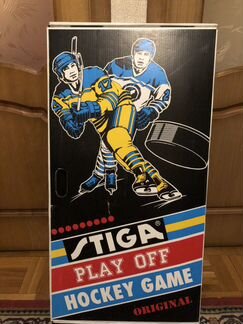 STIGA
PLAY OFF
HOCKEY GAME
ORIGINAL